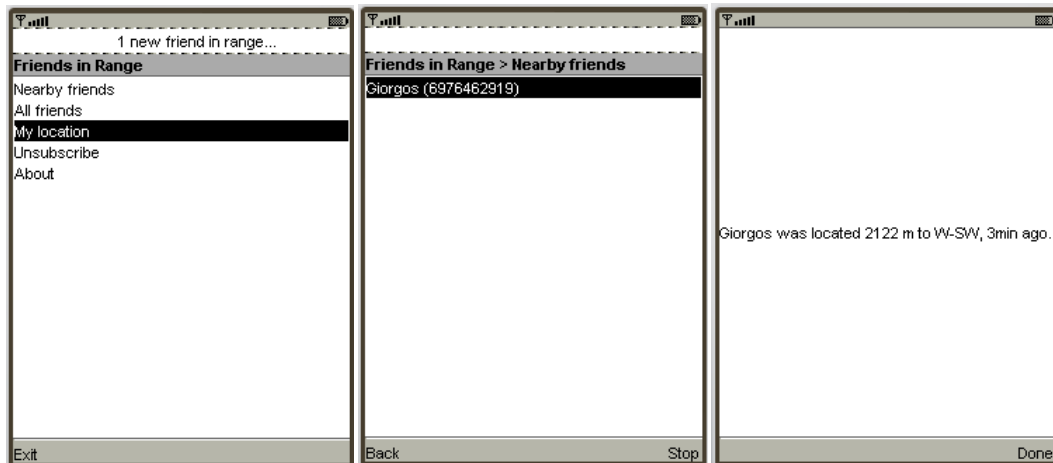 1 new friend in range...
Friends in Range
Nearby friends
All friends
My location
Unsubscribe
About
Exit
Friends in Range > Nearby friends
Giorgos (6976462919)
Back
Stop
Giorgos was located 2122 m to W-SW, 3min ago.
Done